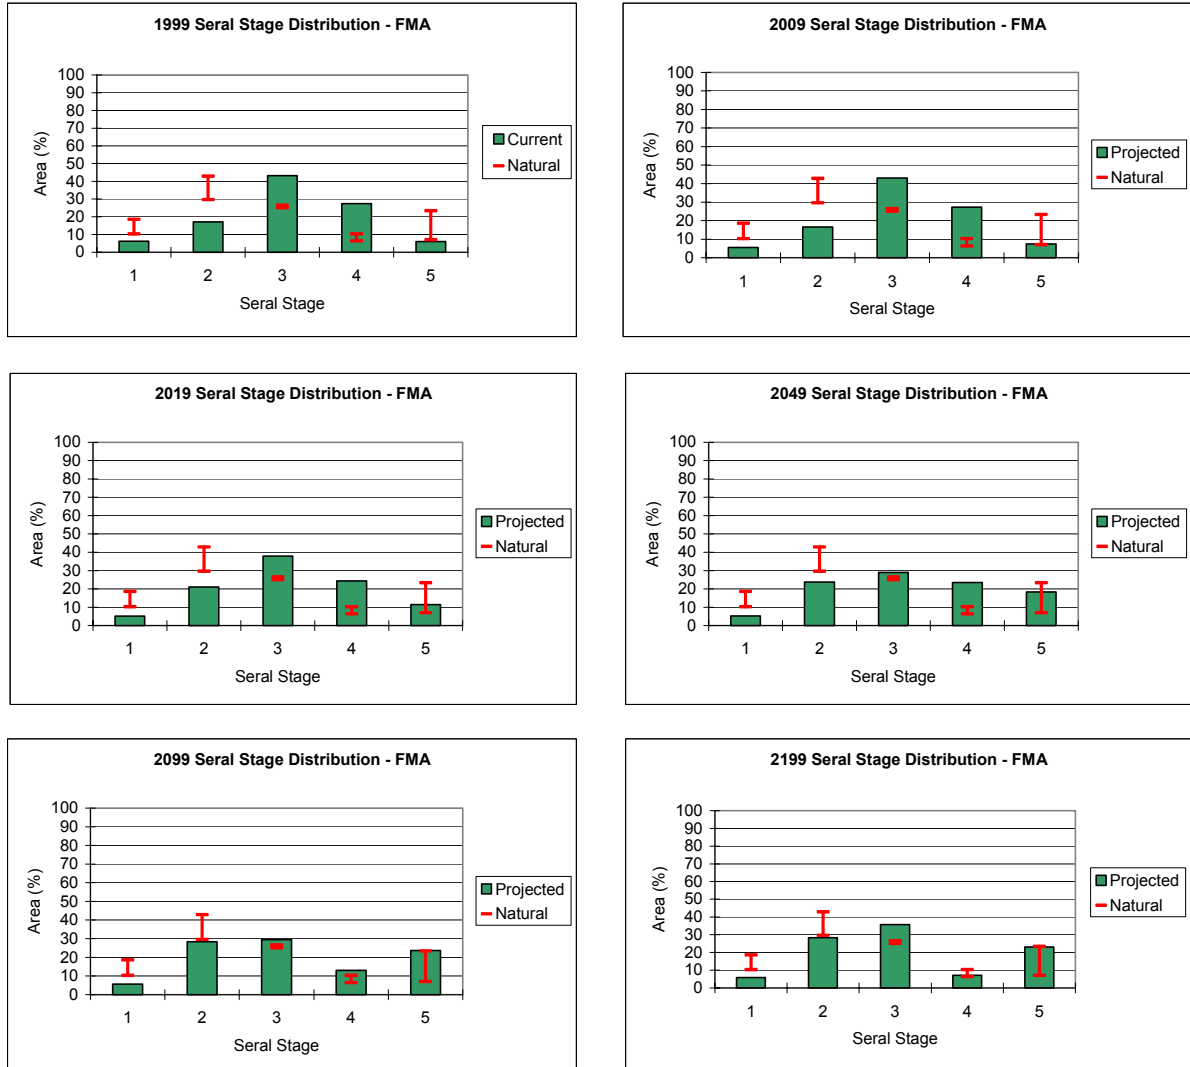 1999 Seral Stage Distribution - FMA
100
90
80
70
60
50
40
30
20
10
0
Area (%)
1 2 3 4 5
Seral Stage
Current
Natural
2009 Seral Stage Distribution - FMA
100
90
80
70
60
50
40
30
20
10
0
Area (%)
1 2 3 4 5
Seral Stage
Projected
Natural
2019 Seral Stage Distribution - FMA
100
90
80
70
60
50
40
30
20
10
0
Area (%)
1 2 3 4 5
Seral Stage
Projected
Natural
2049 Seral Stage Distribution - FMA
100
90
80
70
60
50
40
30
20
10
0
Area (%)
1 2 3 4 5
Seral Stage
Projected
Natural
2099 Seral Stage Distribution - FMA
100
90
80
70
60
50
40
30
20
10
0
Area (%)
1 2 3 4 5
Seral Stage
Projected
Natural
2199 Seral Stage Distribution - FMA
100
90
80
70
60
50
40
30
20
10
0
Area (%)
1 2 3 4 5
Seral Stage
Projected
Natural